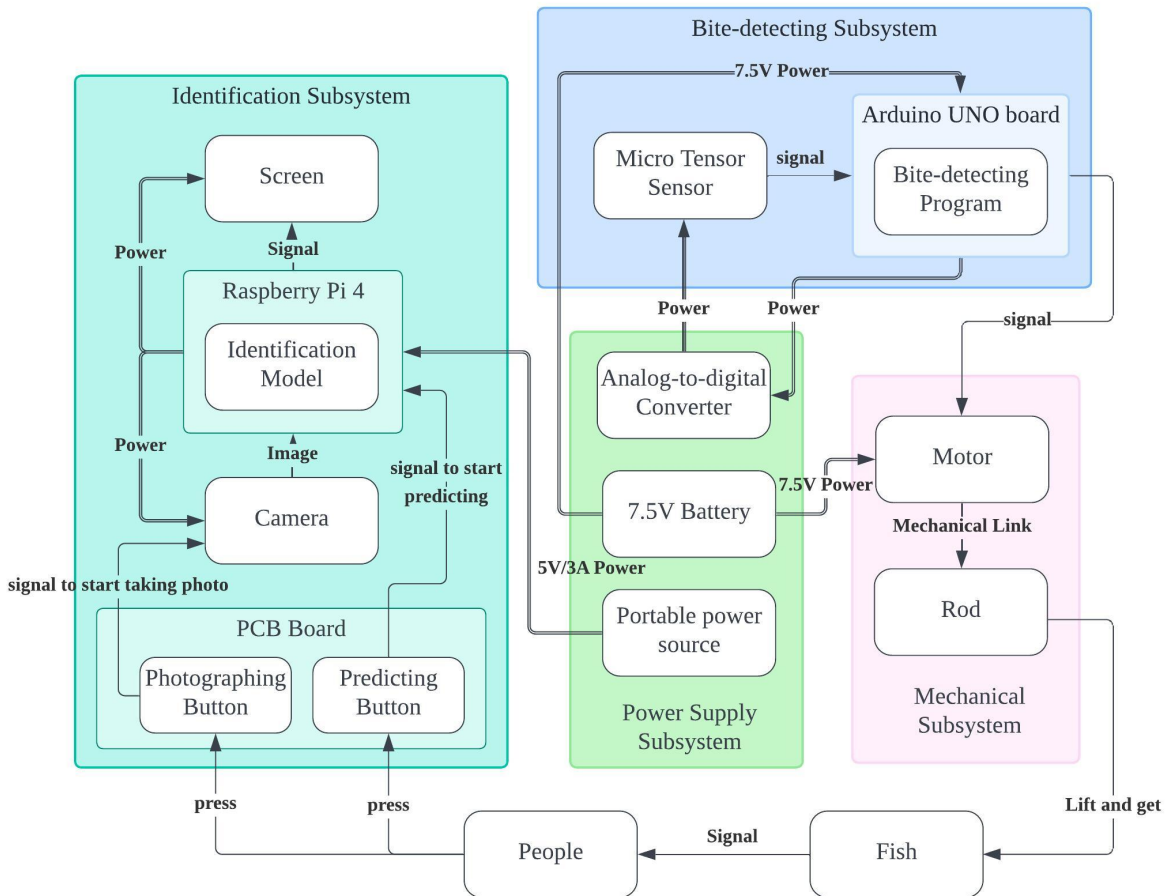 Bite-detecting Subsystem
7.5V Power
Identification Subsystem
Arduino UNO board
Screen
Micro Tensor
Sensor
signal
Bite-detecting
Program
Power
Signal
Raspberry Pi 4
Power
Power
signal
Identification
Model
Analog-to-digital
Converter
Power
Image
signal to start
predicting
Motor
Camera
7.5V Battery
7.5V Power
Mechanical Link
5V/3A Power
signal to start taking photo
Rod
Portable power
source
PCB Board
Photographing
Button
Predicting
Button
Power Supply
Subsystem
Mechanical
Subsystem
press
press
Lift and get
People
Signal
Fish